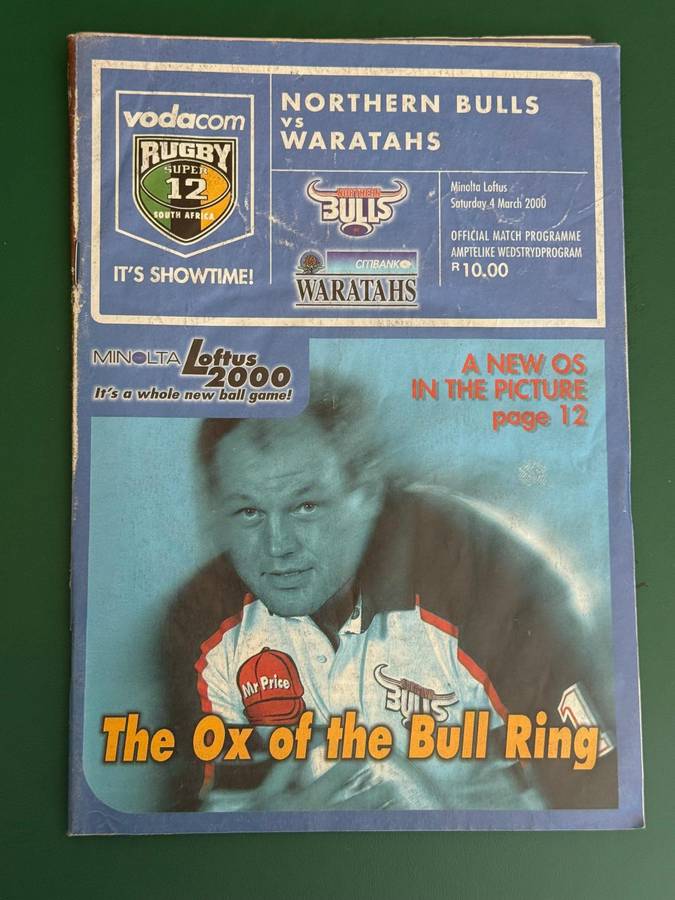 vodacom
RUGBY
SUPER
12
SOUTH AFRICA
IT'S SHOWTIME!
NORTHERN BULLS
VS
WARATAHS
NORTHERN
BULLS
CITIBANK
WARATAHS
Minolta Loftus
Saturday 4 March 2000
OFFICIAL MATCH PROGRAMME
AMPTELIKE WEDSTRYDPROGRAM
R10.00
MINOLTA Loftus
2000
It's a whole new ball game!
A NEW OS
IN THE PICTURE
page 12
Mr Price
BULLS
The Ox of the Bull Ring